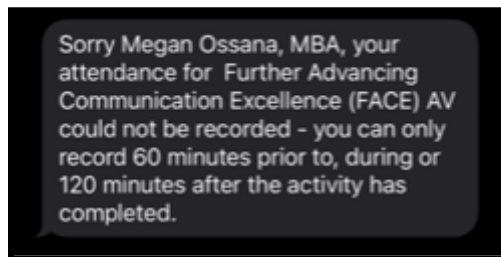 Sorry Megan Ossana, MBA, your
attendance for  Further Advancing
Communication Excellence (FACE) AV
could not be recorded - you can only
record 60 minutes prior to, during or
120 minutes after the activity has
completed.